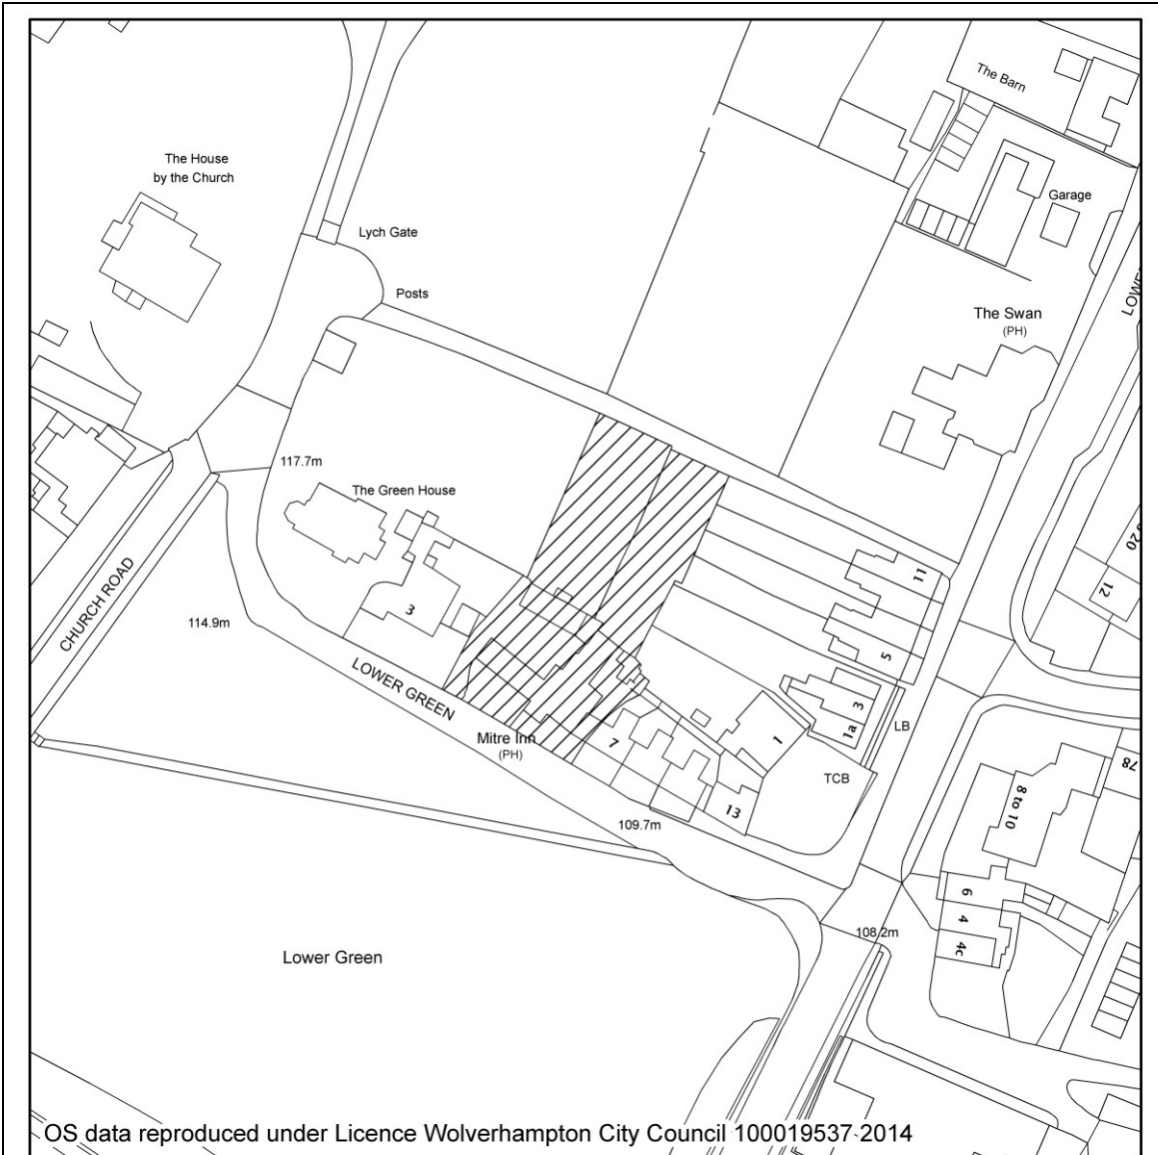 The Barn
The House
by the Church
Garage
Lych Gate
Posts
LOWE
The Swan
(PH)
117.7m
The Green House
20
11
12
CHURCH ROAD
3
114.9m
5
LOWER GREEN
3
1a
LB
Mitre Inn
(PH)
7
1
78
TCB
8 to 10
13
109.7m
6
4
108.2m
4c
Lower Green
OS data reproduced under Licence Wolverhampton City Council 100019537-2014